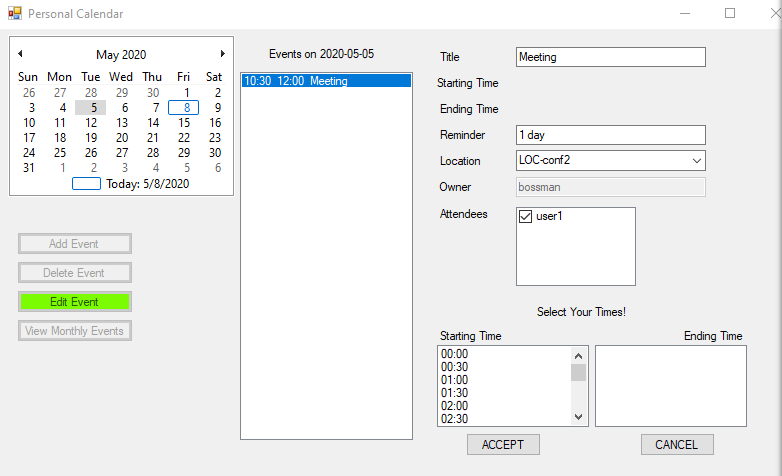 Personal Calendar
May 2020
Sun Mon Tue Wed Thu Fri Sat
26 27 28 29 30 1 2
3 4 5 6 7 8 9
10 11 12 13 14 15 16
17 18 19 20 21 22 23
24 25 26 27 28 29 30
31 1 2 3 4 5 6
Today: 5/8/2020
Add Event
Delete Event
Edit Event
View Monthly Events
Events on 2020-05-05
10:30 12:00 Meeting
Title Meeting
Starting Time
Ending Time
Reminder 1 day
Location LOC-conf2
Owner bossman
Attendees user1
Select Your Times!
Starting Time Ending Time
00:00
00:30
01:00
01:30
02:00
02:30
ACCEPT CANCEL